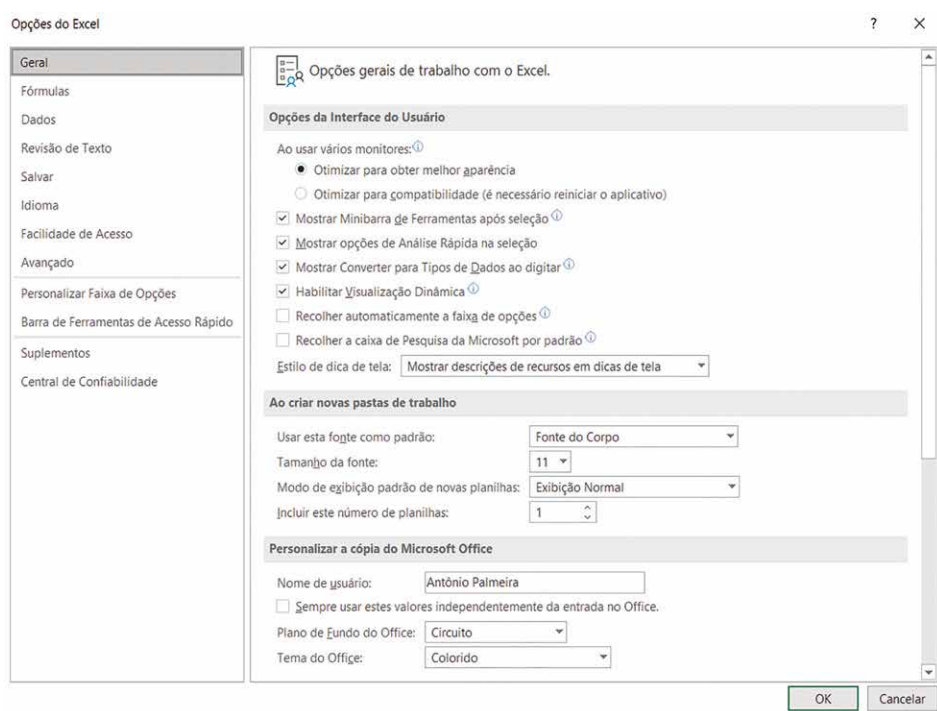 Opções do Excel
? ×
Geral
Fórmulas
Dados
Revisão de Texto
Salvar
Idioma
Facilidade de Acesso
Avançado
Personalizar Faixa de Opções
Barra de Ferramentas de Acesso Rápido
Suplementos
Central de Confiabilidade
Opções gerais de trabalho com o Excel.
Opções da Interface do Usuário
Ao usar vários monitores:
Otimizar para obter melhor aparência
Otimizar para compatibilidade (é necessário reiniciar o aplicativo)
Mostrar Minibarra de Ferramentas após seleção
Mostrar opções de Análise Rápida na seleção
Mostrar Converter para Tipos de Dados ao digitar
Habilitar Visualização Dinâmica
Recolher automaticamente a faixa de opções
Recolher a caixa de Pesquisa da Microsoft por padrão
Estilo de dica de tela: Mostrar descrições de recursos em dicas de tela
Ao criar novas pastas de trabalho
Usar esta fonte como padrão: Fonte do Corpo
Tamanho da fonte: 11
Modo de exibição padrão de novas planilhas: Exibição Normal
Incluir este número de planilhas: 1
Personalizar a cópia do Microsoft Office
Nome de usuário: Antônio Palmeira
Sempre usar estes valores independentemente da entrada no Office.
Plano de Fundo do Office: Circuito
Tema do Office: Colorido
OK Cancelar